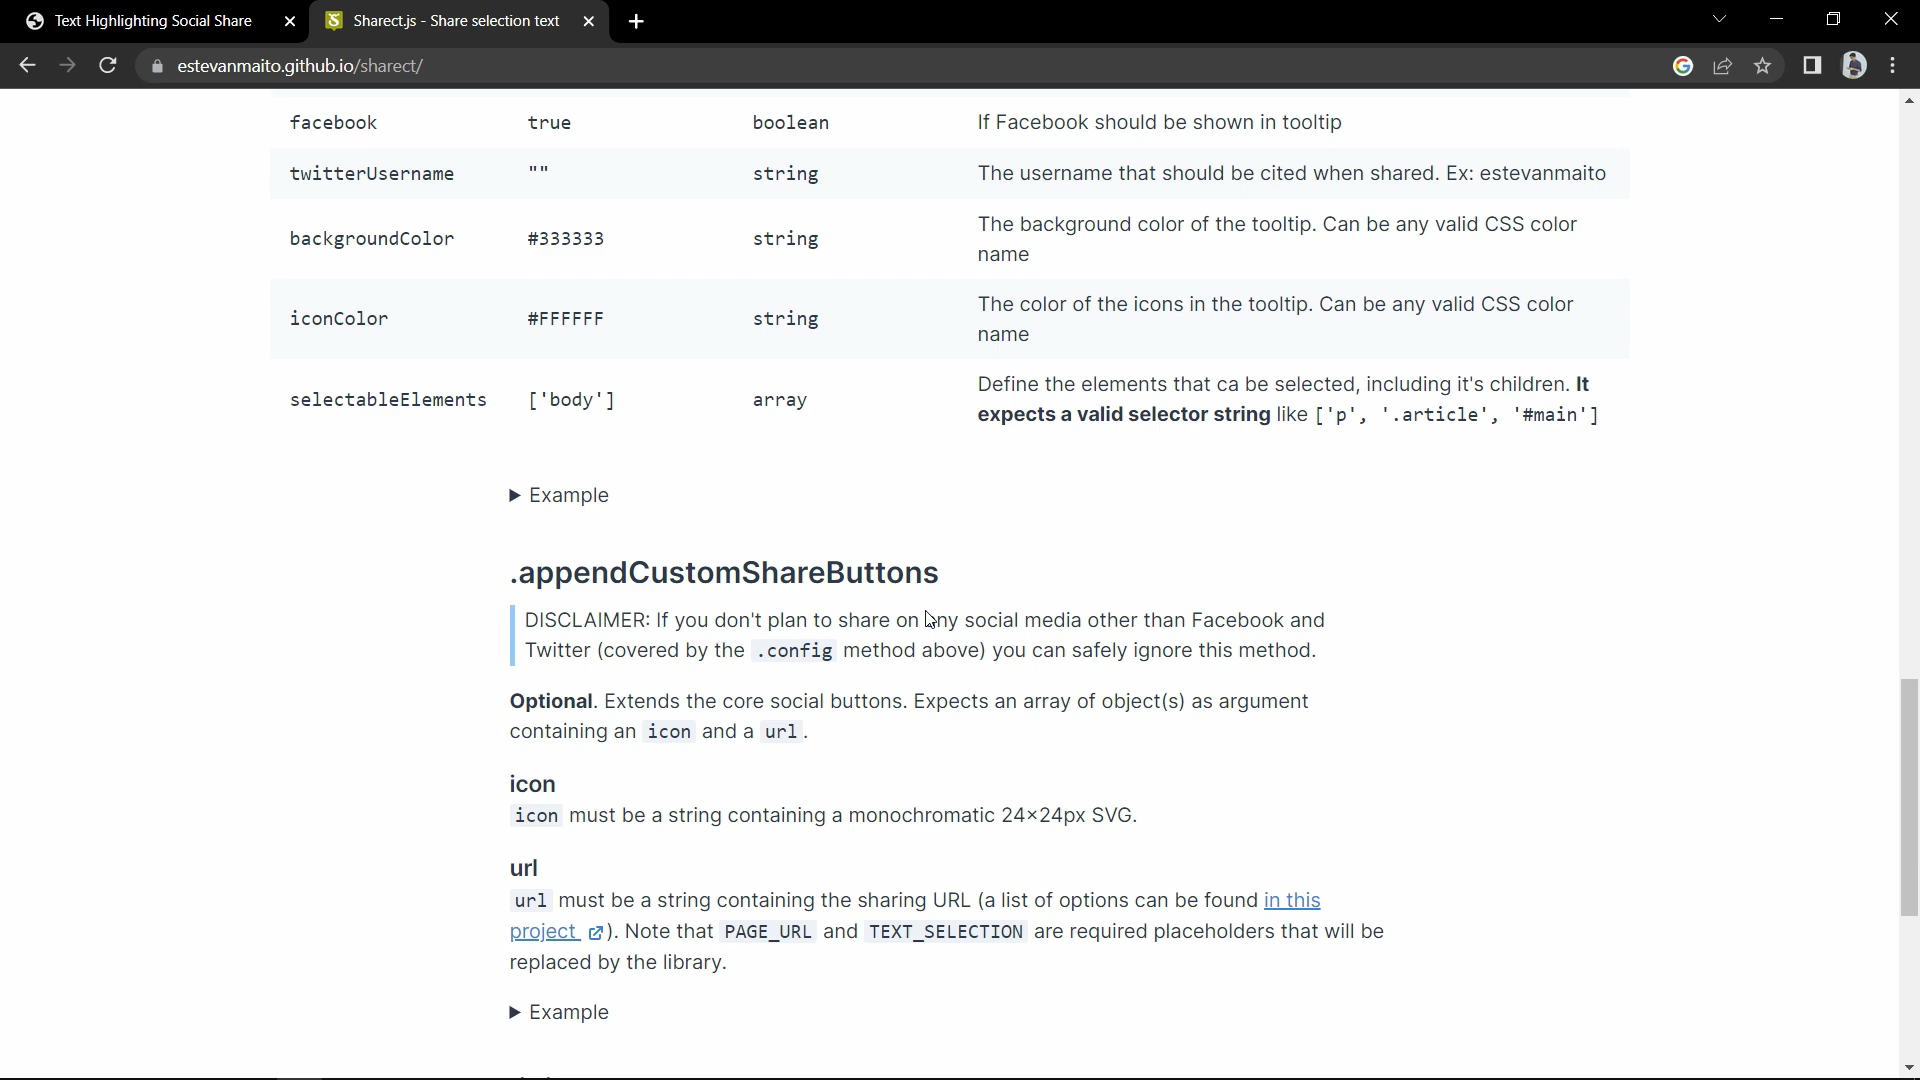 Text Highlighting Social Share
Sharect.js - Share selection text
estevanmaito.github.io/sharect/
facebook true boolean If Facebook should be shown in tooltip
twitterUsername "" string The username that should be cited when shared. Ex: estevanmaito
backgroundColor #333333 string The background color of the tooltip. Can be any valid CSS color
name
iconColor #FFFFFF string The color of the icons in the tooltip. Can be any valid CSS color
name
selectableElements ['body'] array Define the elements that ca be selected, including it's children. It
expects a valid selector string like ['p', '.article', '#main']
Example
.appendCustomShareButtons
DISCLAIMER: If you don't plan to share on any social media other than Facebook and
Twitter (covered by the .config method above) you can safely ignore this method.
Optional. Extends the core social buttons. Expects an array of object(s) as argument
containing an icon and a url.
icon
icon must be a string containing a monochromatic 24×24px SVG.
url
url must be a string containing the sharing URL (a list of options can be found in this
project). Note that PAGE_URL and TEXT_SELECTION are required placeholders that will be
replaced by the library.
Example